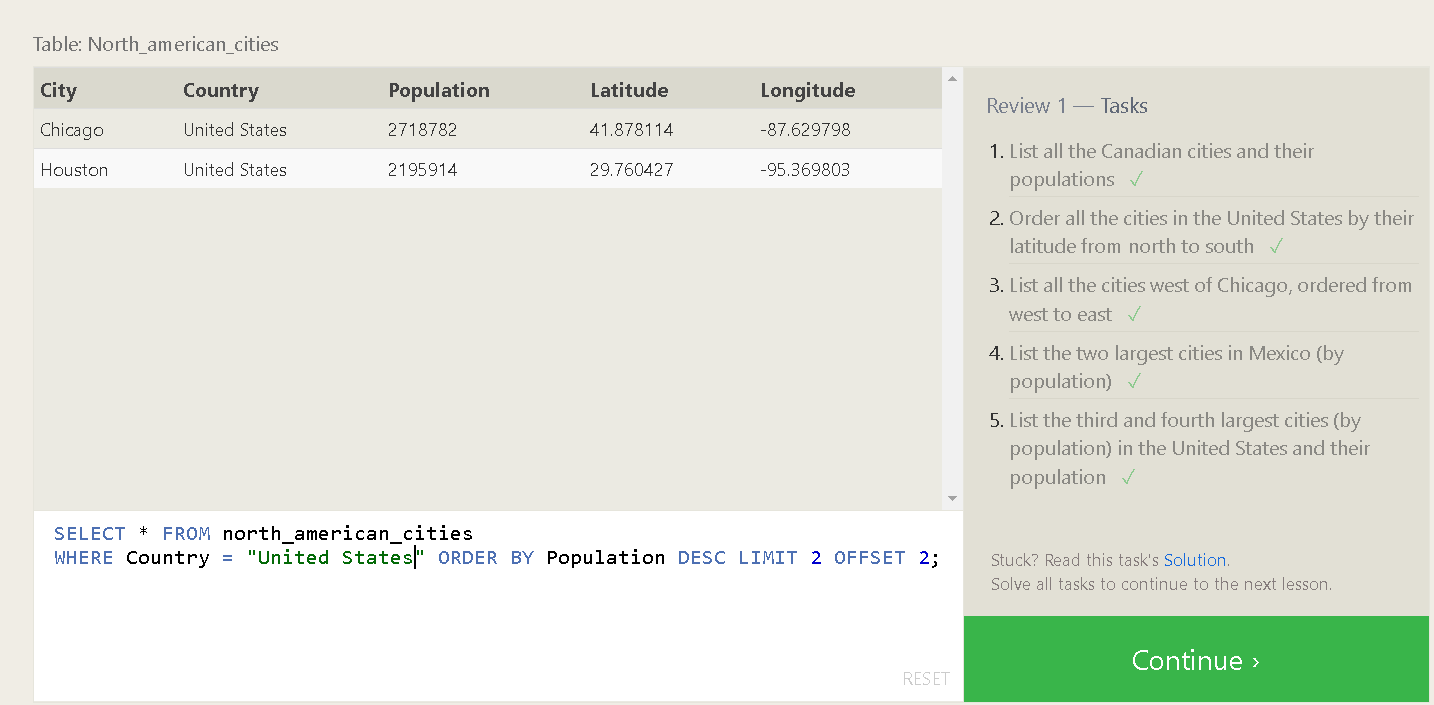 Table: North_american_cities
City Country Population Latitude Longitude
Chicago United States 2718782 41.878114 -87.629798
Houston United States 2195914 29.760427 -95.369803
SELECT * FROM north_american_cities
WHERE Country = "United States" ORDER BY Population DESC LIMIT 2 OFFSET 2;
RESET
Review 1 — Tasks
1. List all the Canadian cities and their
populations ✓
2. Order all the cities in the United States by their
latitude from north to south ✓
3. List all the cities west of Chicago, ordered from
west to east ✓
4. List the two largest cities in Mexico (by
population) ✓
5. List the third and fourth largest cities (by
population) in the United States and their
population ✓
Stuck? Read this task's Solution.
Solve all tasks to continue to the next lesson.
Continue ›